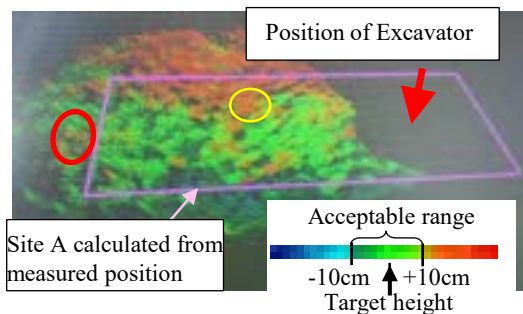 Position of Excavator
Site A calculated from
measured position
Acceptable range
-10cm +10cm
Target height